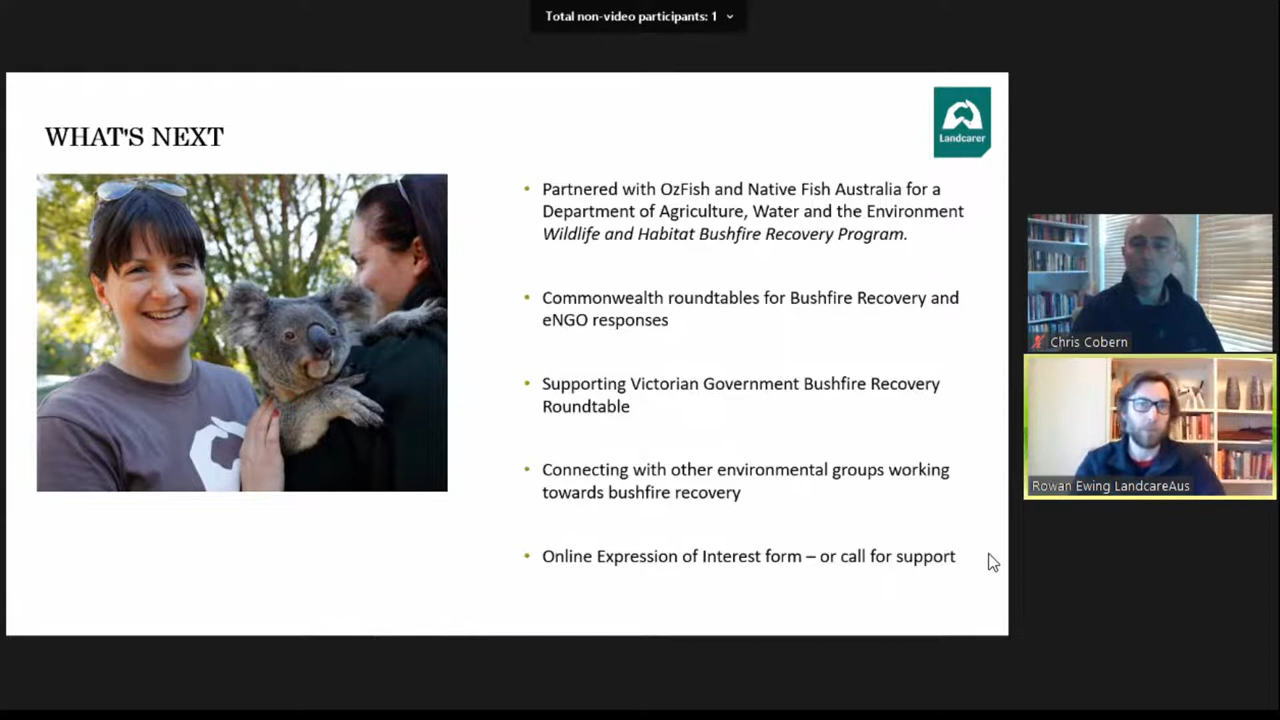 Total non-video participants: 1
WHAT'S NEXT
Landcarer
• Partnered with OzFish and Native Fish Australia for a
Department of Agriculture, Water and the Environment
Wildlife and Habitat Bushfire Recovery Program.
• Commonwealth roundtables for Bushfire Recovery and
eNGO responses
• Supporting Victorian Government Bushfire Recovery
Roundtable
• Connecting with other environmental groups working
towards bushfire recovery
• Online Expression of Interest form – or call for support
Chris Cobern
Rowan Ewing LandcareAus